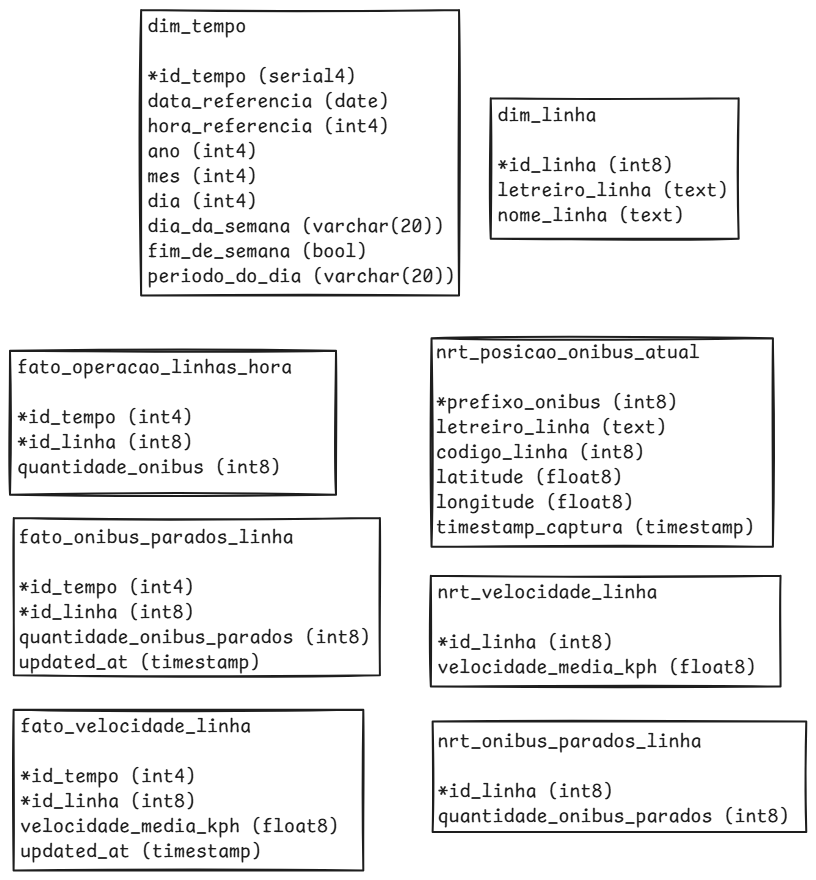 dim_tempo
*id_tempo (serial4)
data_referencia (date)
hora_referencia (int4)
ano (int4)
mes (int4)
dia (int4)
dia_da_semana (varchar(20))
fim_de_semana (bool)
periodo_do_dia (varchar(20))
dim_linha
*id_linha (int8)
letreiro_linha (text)
nome_linha (text)
fato_operacao_linhas_hora
*id_tempo (int4)
*id_linha (int8)
quantidade_onibus (int8)
nrt_posicao_onibus_atual
*prefixo_onibus (int8)
letreiro_linha (text)
codigo_linha (int8)
latitude (float8)
longitude (float8)
timestamp_captura (timestamp)
fato_onibus_parados_linha
*id_tempo (int4)
*id_linha (int8)
quantidade_onibus_parados (int8)
updated_at (timestamp)
nrt_velocidade_linha
*id_linha (int8)
velocidade_media_kph (float8)
fato_velocidade_linha
*id_tempo (int4)
*id_linha (int8)
velocidade_media_kph (float8)
updated_at (timestamp)
nrt_onibus_parados_linha
*id_linha (int8)
quantidade_onibus_parados (int8)